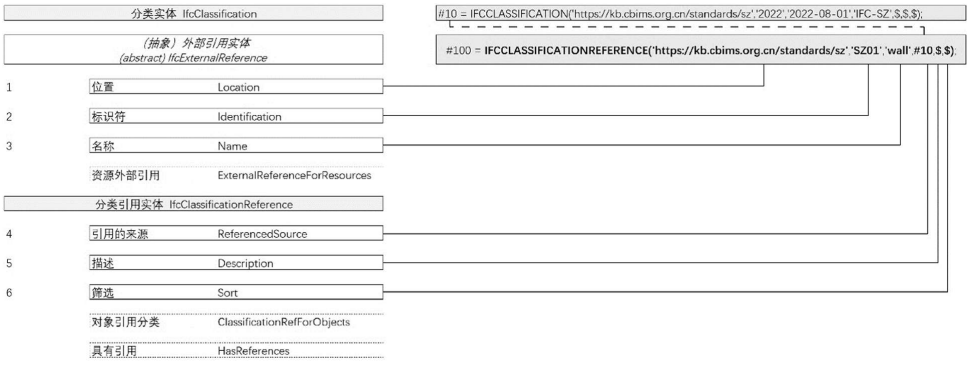 分类实体 IfcClassification
#10 = IFCCLASSIFICATION('https://kb.cbims.org.cn/standards/sz','2022','2022-08-01','IFC-SZ',$,$,$);
（抽象）外部引用实体
(abstract) IfcExternalReference
#100 = IFCCLASSIFICATIONREFERENCE('https://kb.cbims.org.cn/standards/sz','SZ01','wall',#10,$,$);
1 位置 Location
2 标识符 Identification
3 名称 Name
资源外部引用 ExternalReferenceForResources
分类引用实体 IfcClassificationReference
4 引用的来源 ReferencedSource
5 描述 Description
6 筛选 Sort
对象引用分类 ClassificationRefForObjects
具有引用 HasReferences